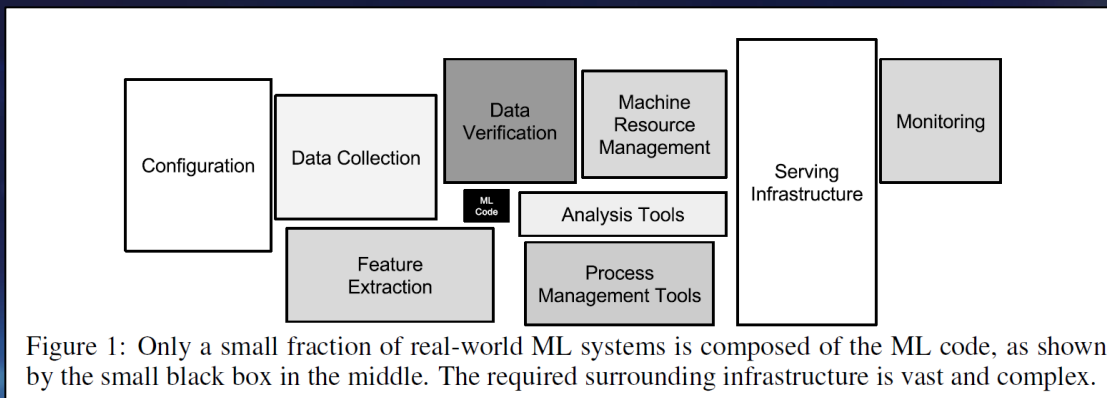 Configuration
Data Collection
Data
Verification
Machine
Resource
Management
Serving
Infrastructure
Monitoring
ML
Code
Analysis Tools
Feature
Extraction
Process
Management Tools
Figure 1: Only a small fraction of real-world ML systems is composed of the ML code, as shown
by the small black box in the middle. The required surrounding infrastructure is vast and complex.